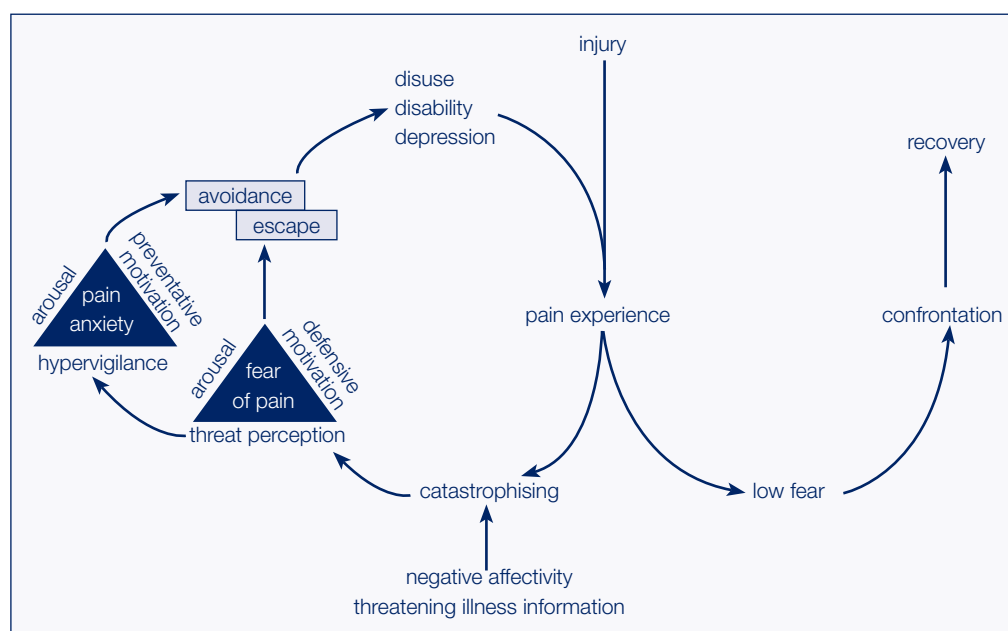 injury
disuse
disability
depression
recovery
avoidance
escape
arousal
preventative
motivation
pain
anxiety
hypervigilance
arousal
defensive
motivation
fear
of pain
threat perception
pain experience
confrontation
catastrophising
low fear
negative affectivity
threatening illness information